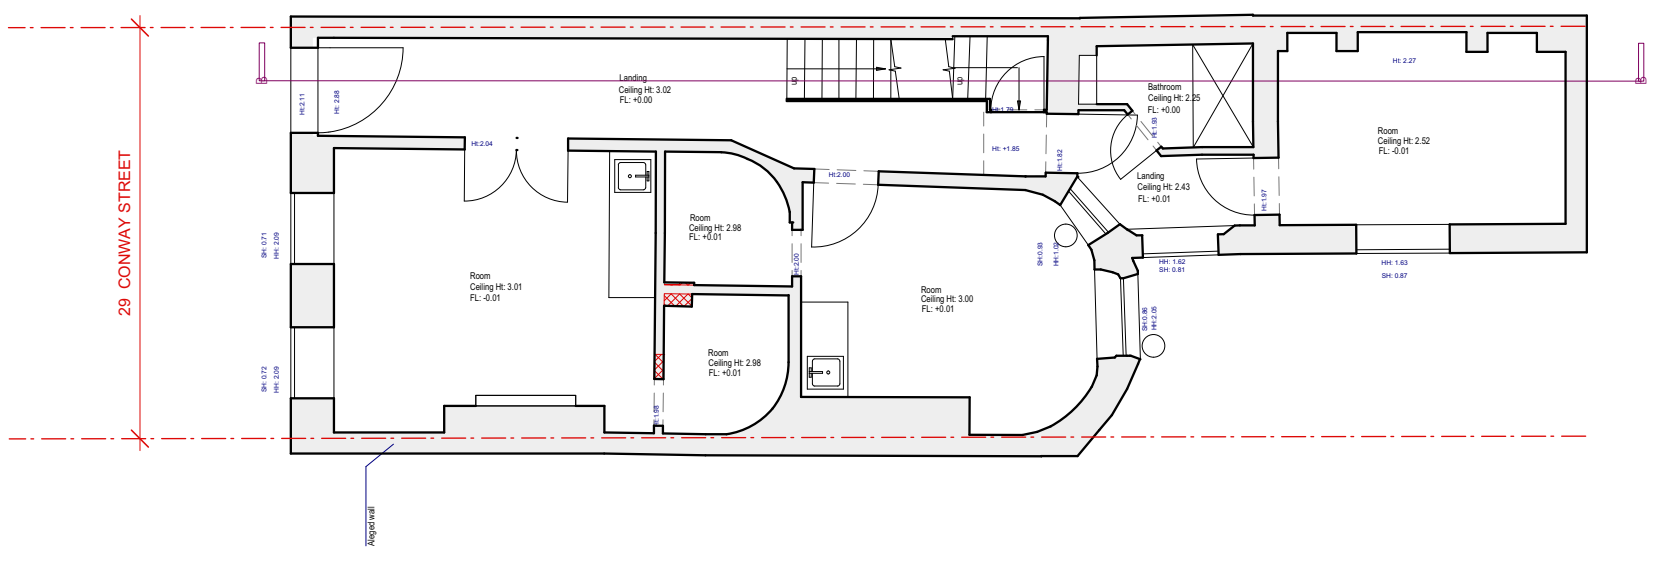 29 CONWAY STREET
Ht:2.11
Ht: 2.88
Landing
Ceiling Ht: 3.02
FL: +0.00
UP
UP
Ht:1.79
Ht: +1.85
Ht:1.82
Bathroom
Ceiling Ht: 2.25
FL: +0.00
Ht:1.93
Ht: 2.27
Room
Ceiling Ht: 2.52
FL: -0.01
Landing
Ceiling Ht: 2.43
FL: +0.01
Ht:1.97
Ht:2.04
Ht:2.00
SH: 0.71
HH: 2.09
Room
Ceiling Ht: 2.98
FL: +0.01
Ht:2.00
SH:0.93
HH: 1.62
SH: 0.81
HH: 1.63
SH: 0.87
Room
Ceiling Ht: 3.01
FL: -0.01
Room
Ceiling Ht: 3.00
FL: +0.01
SH:0.86
HH:2.05
SH: 0.72
HH: 2.09
Room
Ceiling Ht: 2.98
FL: +0.01
Ht:1.98
Aleged wall